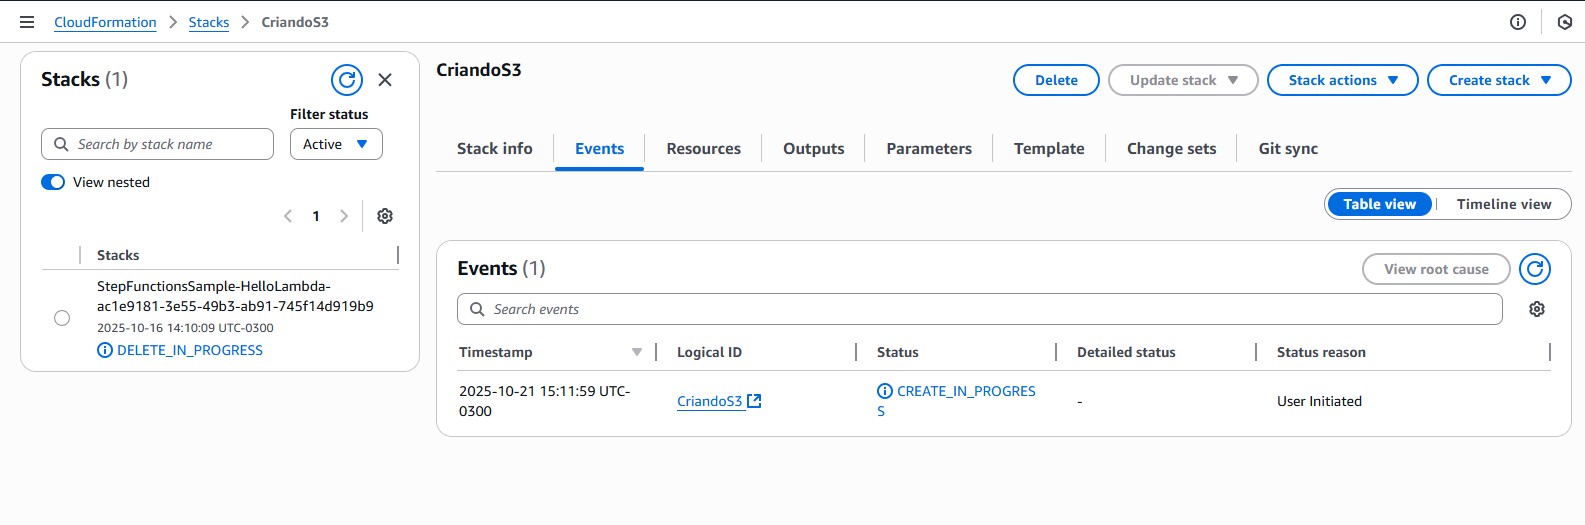 CloudFormation > Stacks > CriandoS3
Stacks (1)
Filter status
Search by stack name
Active
View nested
1
Stacks
StepFunctionsSample-HelloLambda-
ac1e9181-3e55-49b3-ab91-745f14d919b9
2025-10-16 14:10:09 UTC-0300
DELETE_IN_PROGRESS
CriandoS3
Delete
Update stack
Stack actions
Create stack
Stack info
Events
Resources
Outputs
Parameters
Template
Change sets
Git sync
Table view
Timeline view
Events (1)
View root cause
Search events
Timestamp
Logical ID
Status
Detailed status
Status reason
2025-10-21 15:11:59 UTC-
0300
CriandoS3
CREATE_IN_PROGRES
S
-
User Initiated